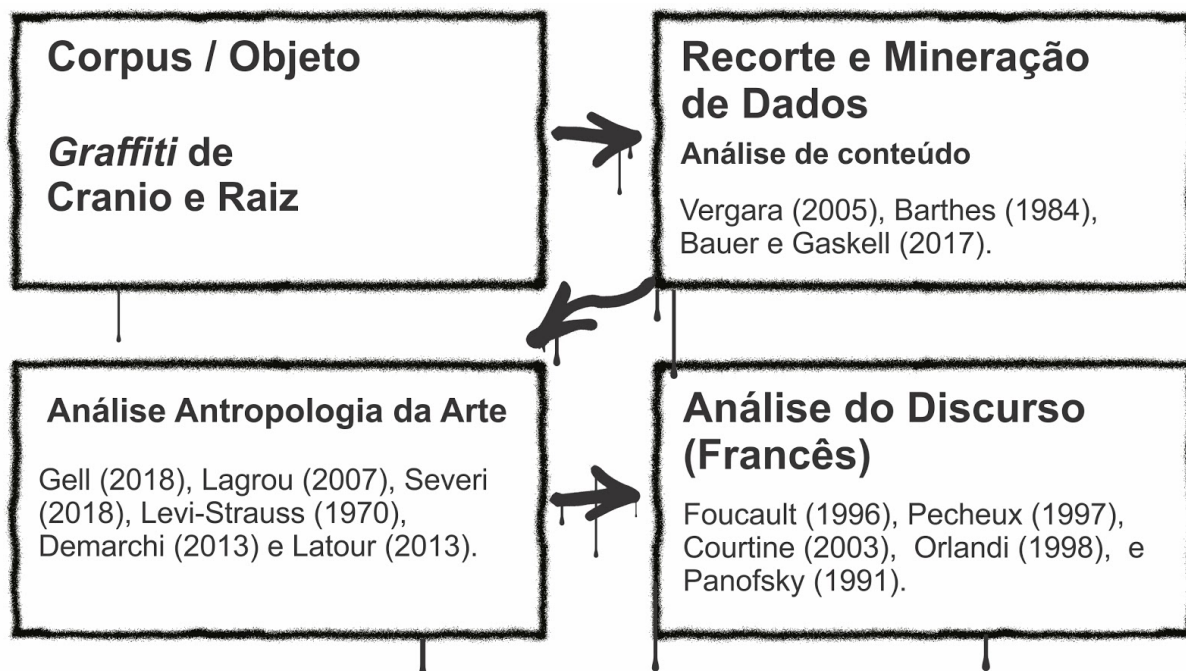 Corpus / Objeto
Graffiti de
Cranio e Raiz
Recorte e Mineração
de Dados
Análise de conteúdo
Vergara (2005), Barthes (1984),
Bauer e Gaskell (2017).
Análise Antropologia da Arte
Gell (2018), Lagrou (2007), Severi
(2018), Levi-Strauss (1970),
Demarchi (2013) e Latour (2013).
Análise do Discurso
(Francês)
Foucault (1996), Pecheux (1997),
Courtine (2003), Orlandi (1998), e
Panofsky (1991).